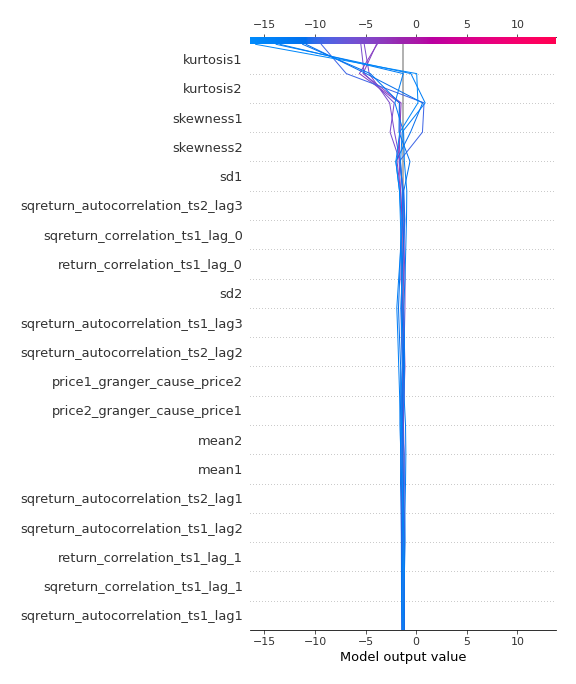 −15 −10 −5 0 5 10
kurtosis1
kurtosis2
skewness1
skewness2
sd1
sqreturn_autocorrelation_ts2_lag3
sqreturn_correlation_ts1_lag_0
return_correlation_ts1_lag_0
sd2
sqreturn_autocorrelation_ts1_lag3
sqreturn_autocorrelation_ts2_lag2
price1_granger_cause_price2
price2_granger_cause_price1
mean2
mean1
sqreturn_autocorrelation_ts2_lag1
sqreturn_autocorrelation_ts1_lag2
return_correlation_ts1_lag_1
sqreturn_correlation_ts1_lag_1
sqreturn_autocorrelation_ts1_lag1
−15 −10 −5 0 5 10
Model output value